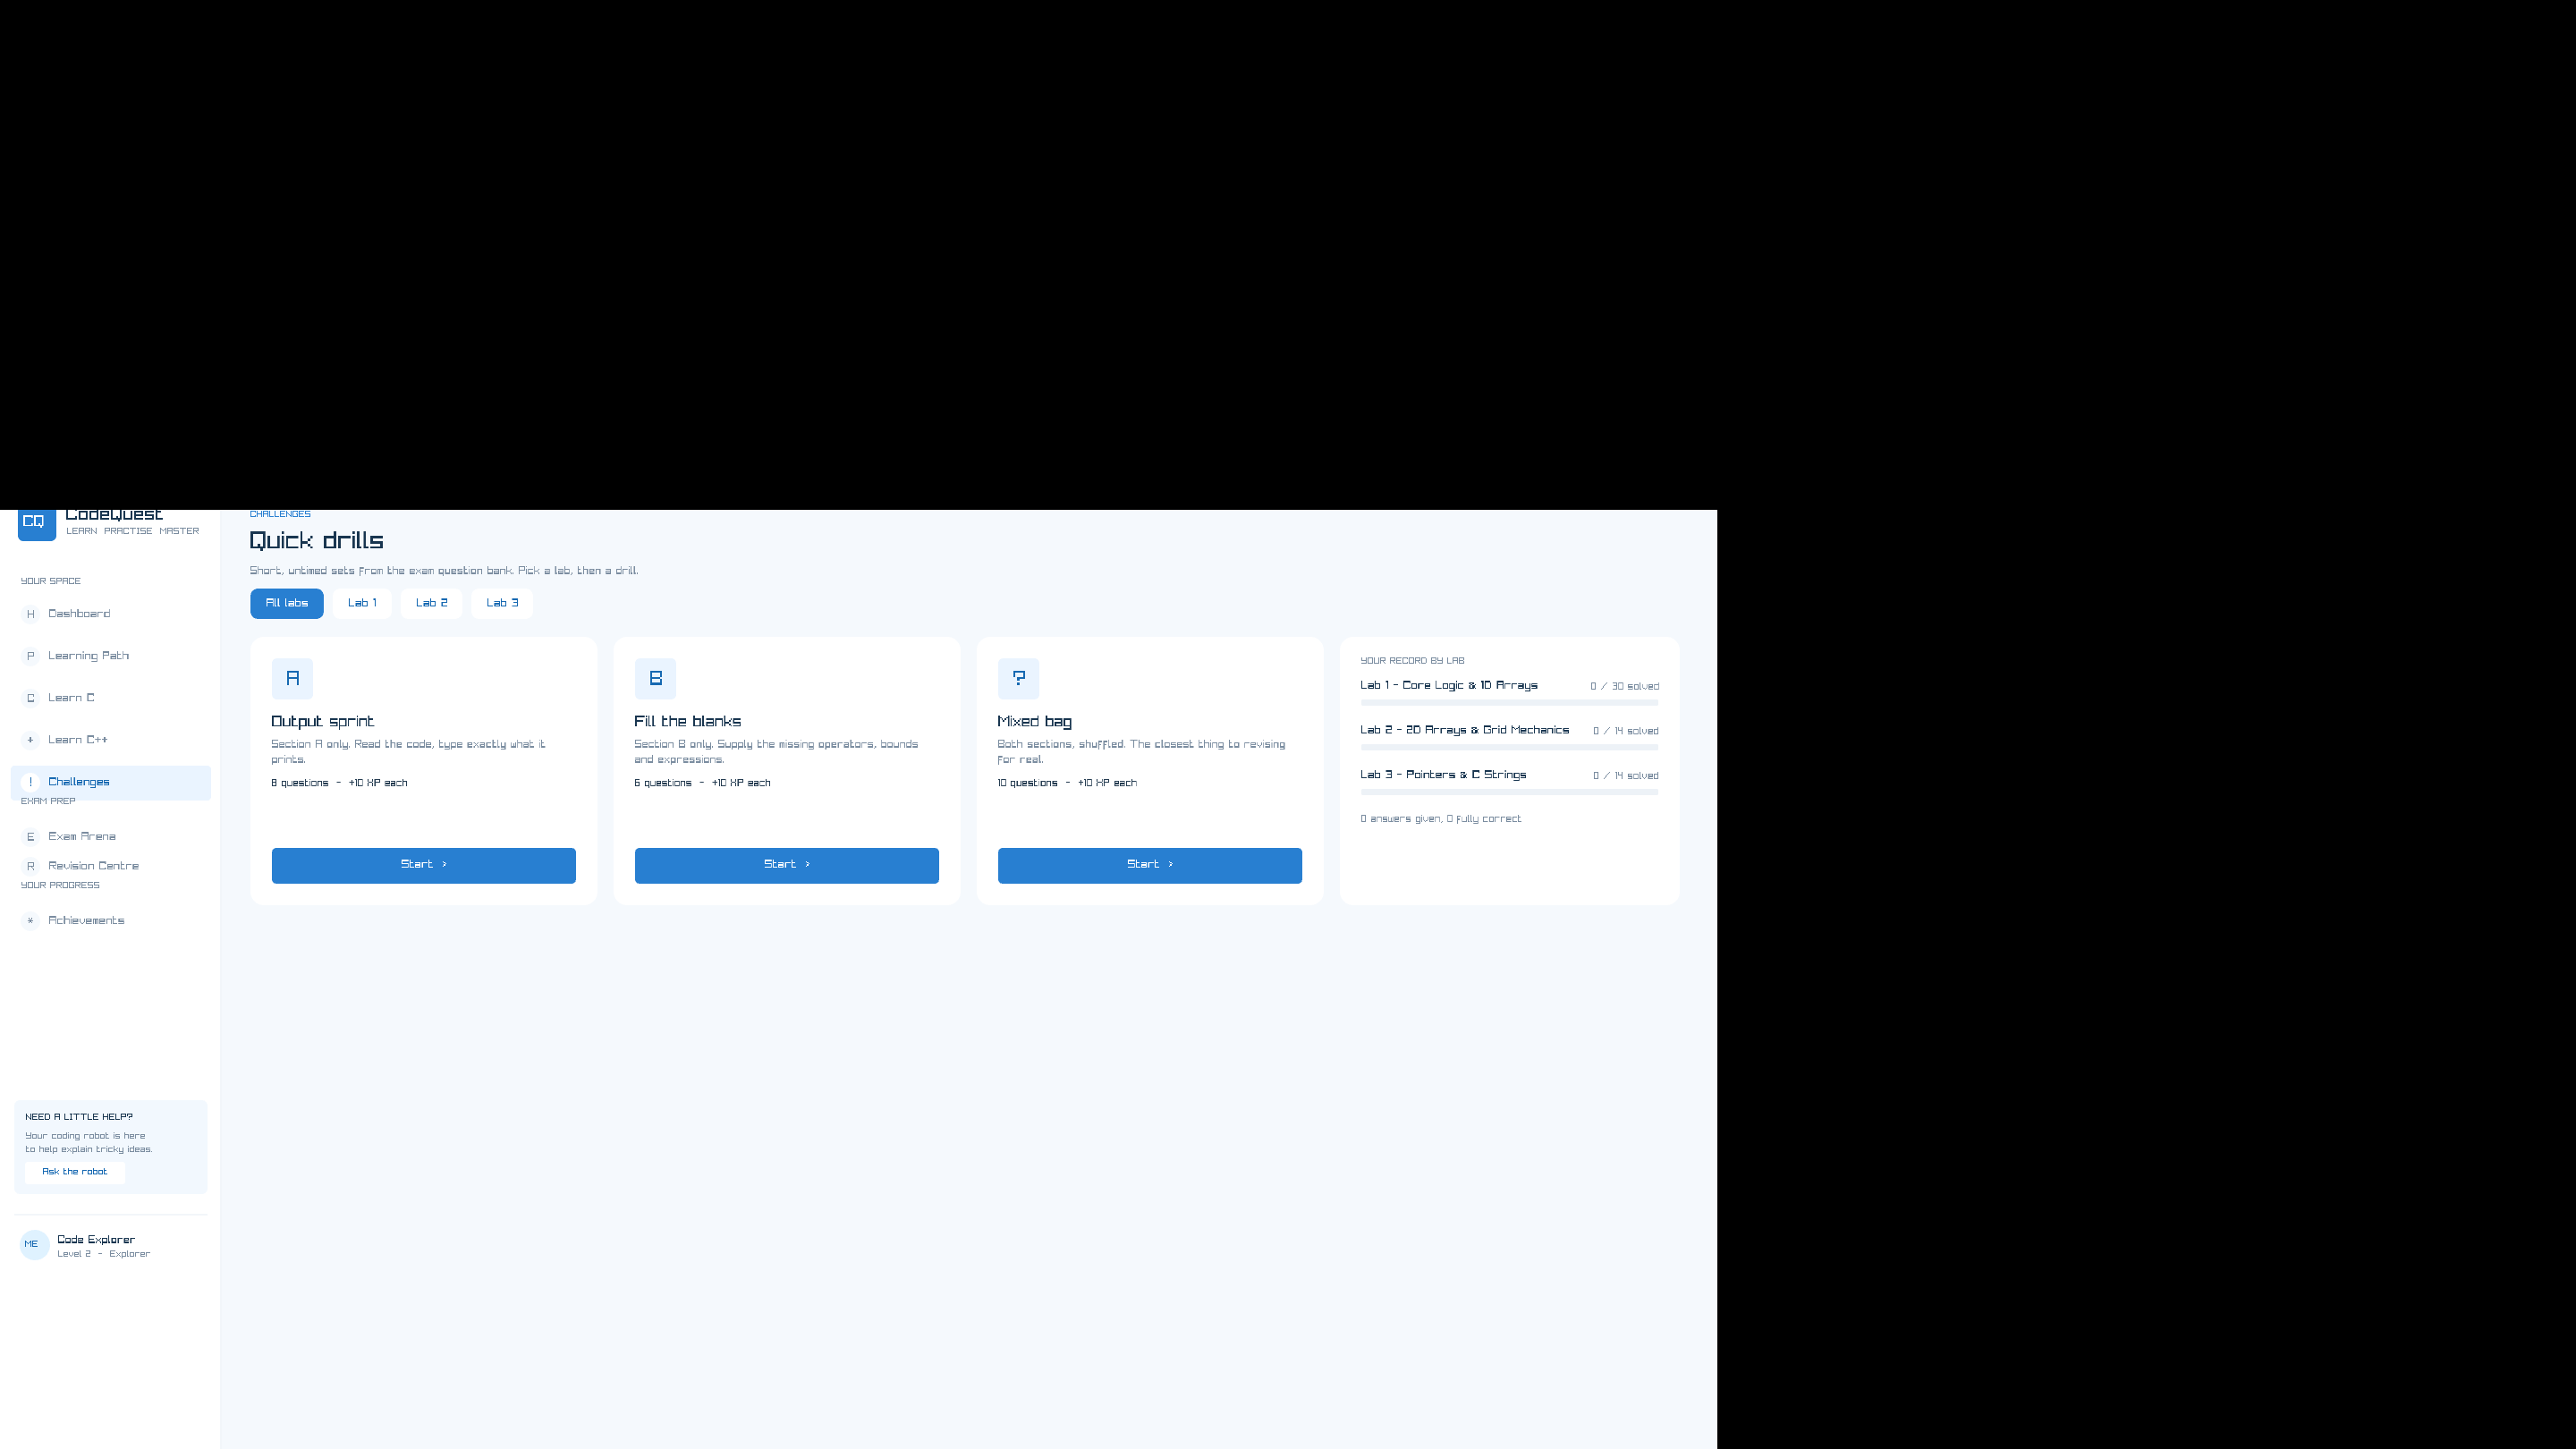 CQ
CodeQuest
LEARN PRACTISE MASTER
YOUR SPACE
H Dashboard
P Learning Path
C Learn C
+ Learn C++
! Challenges
EXAM PREP
E Exam Arena
R Revision Centre
YOUR PROGRESS
* Achievements
NEED A LITTLE HELP?
Your coding robot is here
to help explain tricky ideas.
Ask the robot
ME
Code Explorer
Level 2 - Explorer
CHALLENGES
Quick drills
Short, untimed sets from the exam question bank. Pick a lab, then a drill.
All labs
Lab 1
Lab 2
Lab 3
A
Output sprint
Section A only. Read the code, type exactly what it
prints.
8 questions - +10 XP each
Start >
B
Fill the blanks
Section B only. Supply the missing operators, bounds
and expressions.
6 questions - +10 XP each
Start >
?
Mixed bag
Both sections, shuffled. The closest thing to revising
for real.
10 questions - +10 XP each
Start >
YOUR RECORD BY LAB
Lab 1 - Core Logic & 1D Arrays 0 / 30 solved
Lab 2 - 2D Arrays & Grid Mechanics 0 / 14 solved
Lab 3 - Pointers & C Strings 0 / 14 solved
0 answers given, 0 fully correct